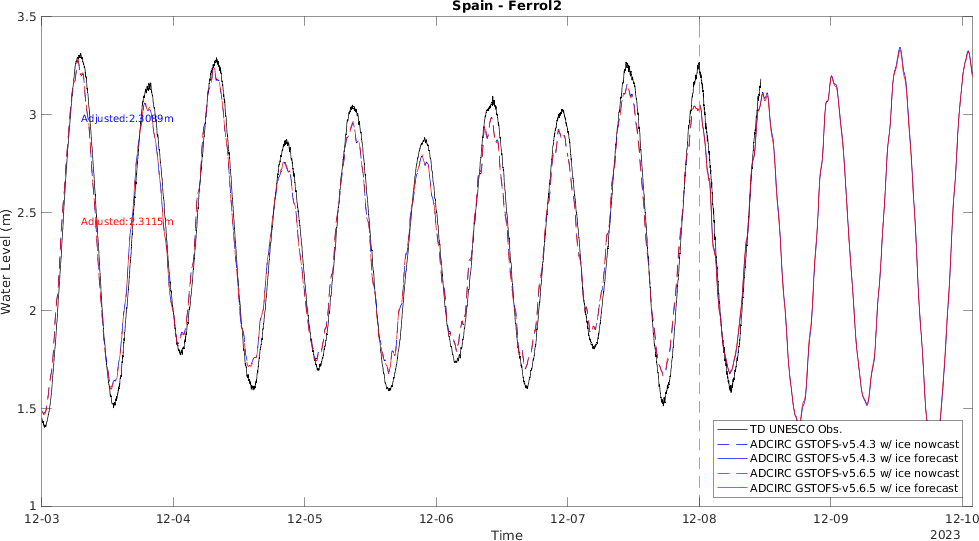 Spain - Ferrol2
3.5
3
2.5
2
1.5
1
Water Level (m)
Adjusted:2.3089m
Adjusted:2.3115m
TD UNESCO Obs.
ADCIRC GSTOFS-v5.4.3 w/ ice nowcast
ADCIRC GSTOFS-v5.4.3 w/ ice forecast
ADCIRC GSTOFS-v5.6.5 w/ ice nowcast
ADCIRC GSTOFS-v5.6.5 w/ ice forecast
12-03 12-04 12-05 12-06 12-07 12-08 12-09 12-10
Time
2023